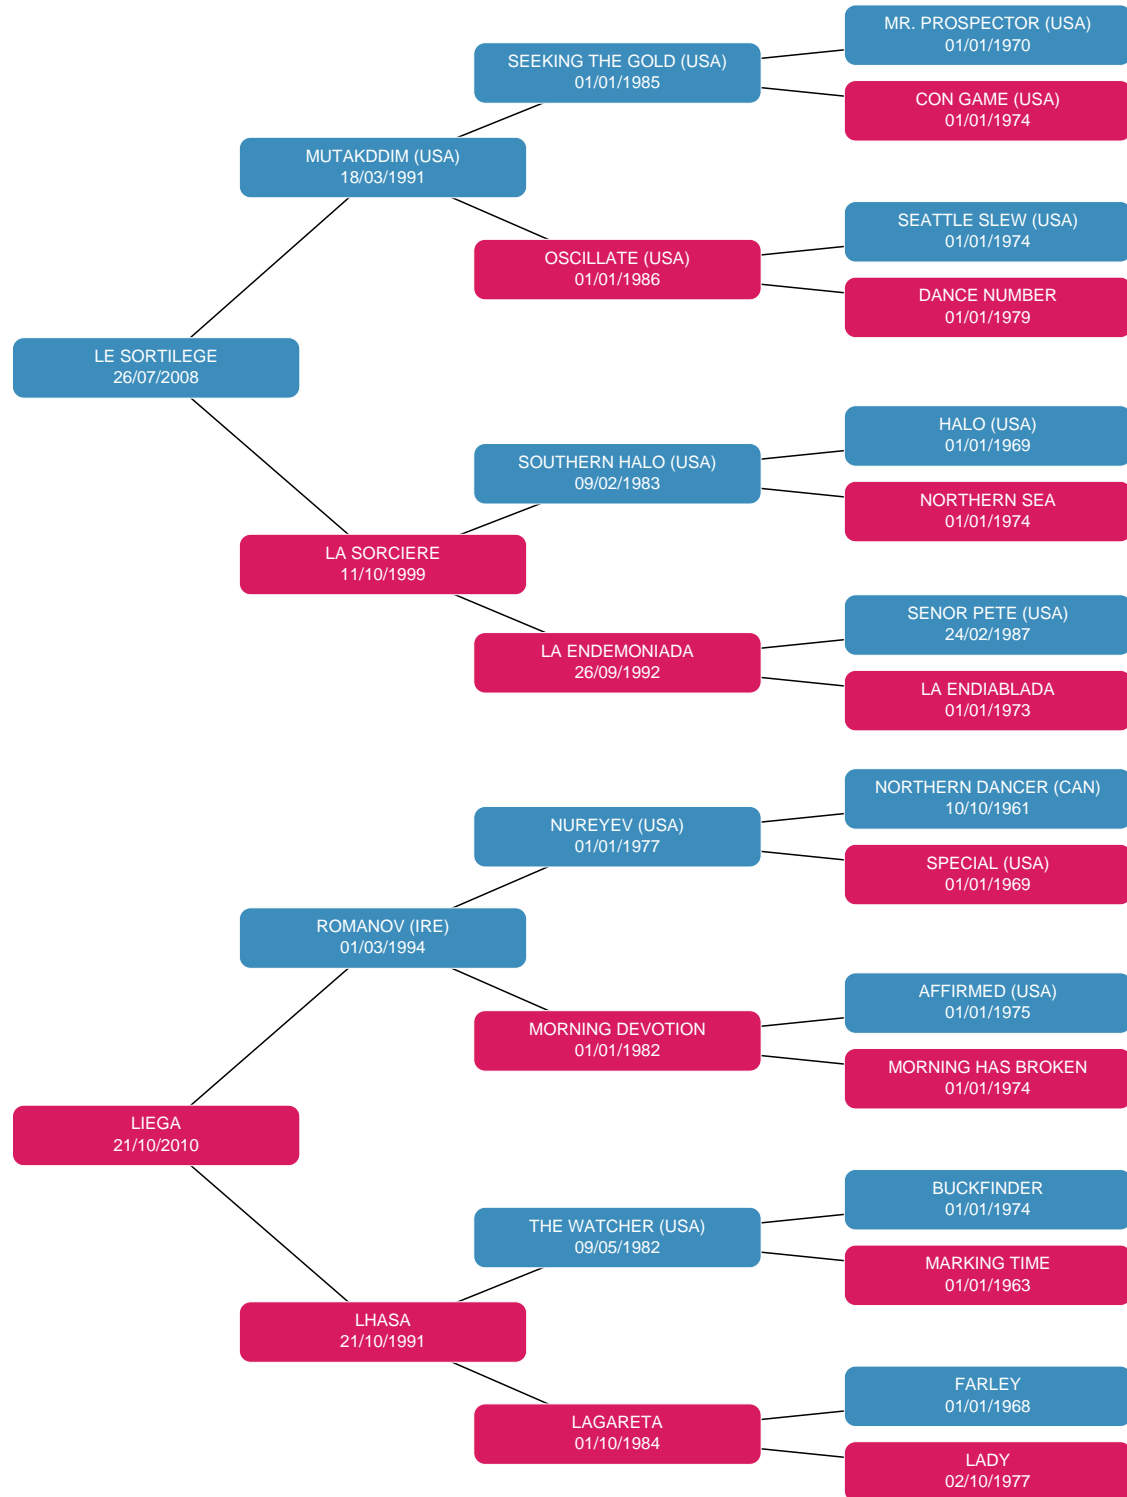 MR. PROSPECTOR (USA)
01/01/1970
SEEKING THE GOLD (USA)
01/01/1985
CON GAME (USA)
01/01/1974
MUTAKDDIM (USA)
18/03/1991
SEATTLE SLEW (USA)
01/01/1974
OSCILLATE (USA)
01/01/1986
DANCE NUMBER
01/01/1979
LE SORTILEGE
26/07/2008
HALO (USA)
01/01/1969
SOUTHERN HALO (USA)
09/02/1983
NORTHERN SEA
01/01/1974
LA SORCIERE
11/10/1999
SENOR PETE (USA)
24/02/1987
LA ENDEMONIADA
26/09/1992
LA ENDIABLADA
01/01/1973
NORTHERN DANCER (CAN)
10/10/1961
NUREYEV (USA)
01/01/1977
SPECIAL (USA)
01/01/1969
ROMANOV (IRE)
01/03/1994
AFFIRMED (USA)
01/01/1975
MORNING DEVOTION
01/01/1982
MORNING HAS BROKEN
01/01/1974
LIEGA
21/10/2010
BUCKFINDER
01/01/1974
THE WATCHER (USA)
09/05/1982
MARKING TIME
01/01/1963
LHASA
21/10/1991
FARLEY
01/01/1968
LAGARETA
01/10/1984
LADY
02/10/1977